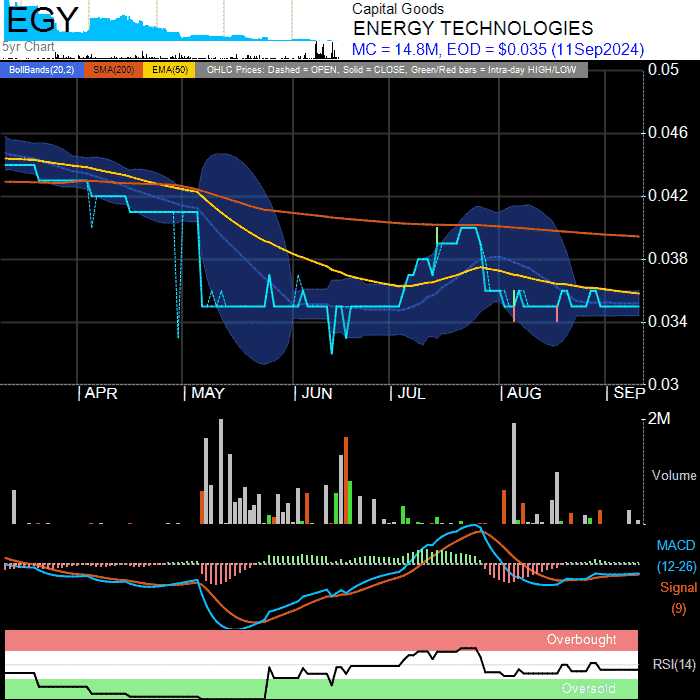 EGY
5yr Chart
Capital Goods
ENERGY TECHNOLOGIES
MC = 14.8M, EOD = $0.035 (11Sep2024)
BollBands(20,2) SMA(200) EMA(50) OHLC Prices: Dashed = OPEN, Solid = CLOSE, Green/Red bars = Intra-day HIGH/LOW
0.05
0.046
0.042
0.038
0.034
0.03
APR MAY JUN JUL AUG SEP
2M
Volume
MACD
(12-26)
Signal
(9)
Overbought
RSI(14)
Oversold